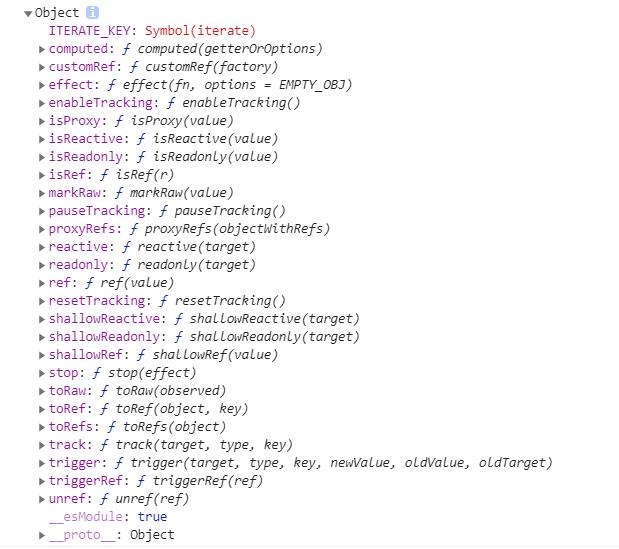 Object i
ITERATE_KEY: Symbol(iterate)
computed: ƒ computed(getterOrOptions)
customRef: ƒ customRef(factory)
effect: ƒ effect(fn, options = EMPTY_OBJ)
enableTracking: ƒ enableTracking()
isProxy: ƒ isProxy(value)
isReactive: ƒ isReactive(value)
isReadonly: ƒ isReadonly(value)
isRef: ƒ isRef(r)
markRaw: ƒ markRaw(value)
pauseTracking: ƒ pauseTracking()
proxyRefs: ƒ proxyRefs(objectWithRefs)
reactive: ƒ reactive(target)
readonly: ƒ readonly(target)
ref: ƒ ref(value)
resetTracking: ƒ resetTracking()
shallowReactive: ƒ shallowReactive(target)
shallowReadonly: ƒ shallowReadonly(target)
shallowRef: ƒ shallowRef(value)
stop: ƒ stop(effect)
toRaw: ƒ toRaw(observed)
toRef: ƒ toRef(object, key)
toRefs: ƒ toRefs(object)
track: ƒ track(target, type, key)
trigger: ƒ trigger(target, type, key, newValue, oldValue, oldTarget)
triggerRef: ƒ triggerRef(ref)
unref: ƒ unref(ref)
__esModule: true
__proto__: Object